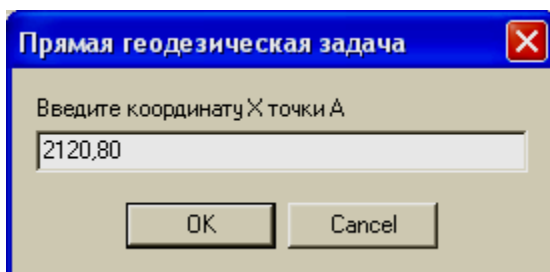 Прямая геодезическая задача
Введите координату X точки A
2120,80
OK Cancel